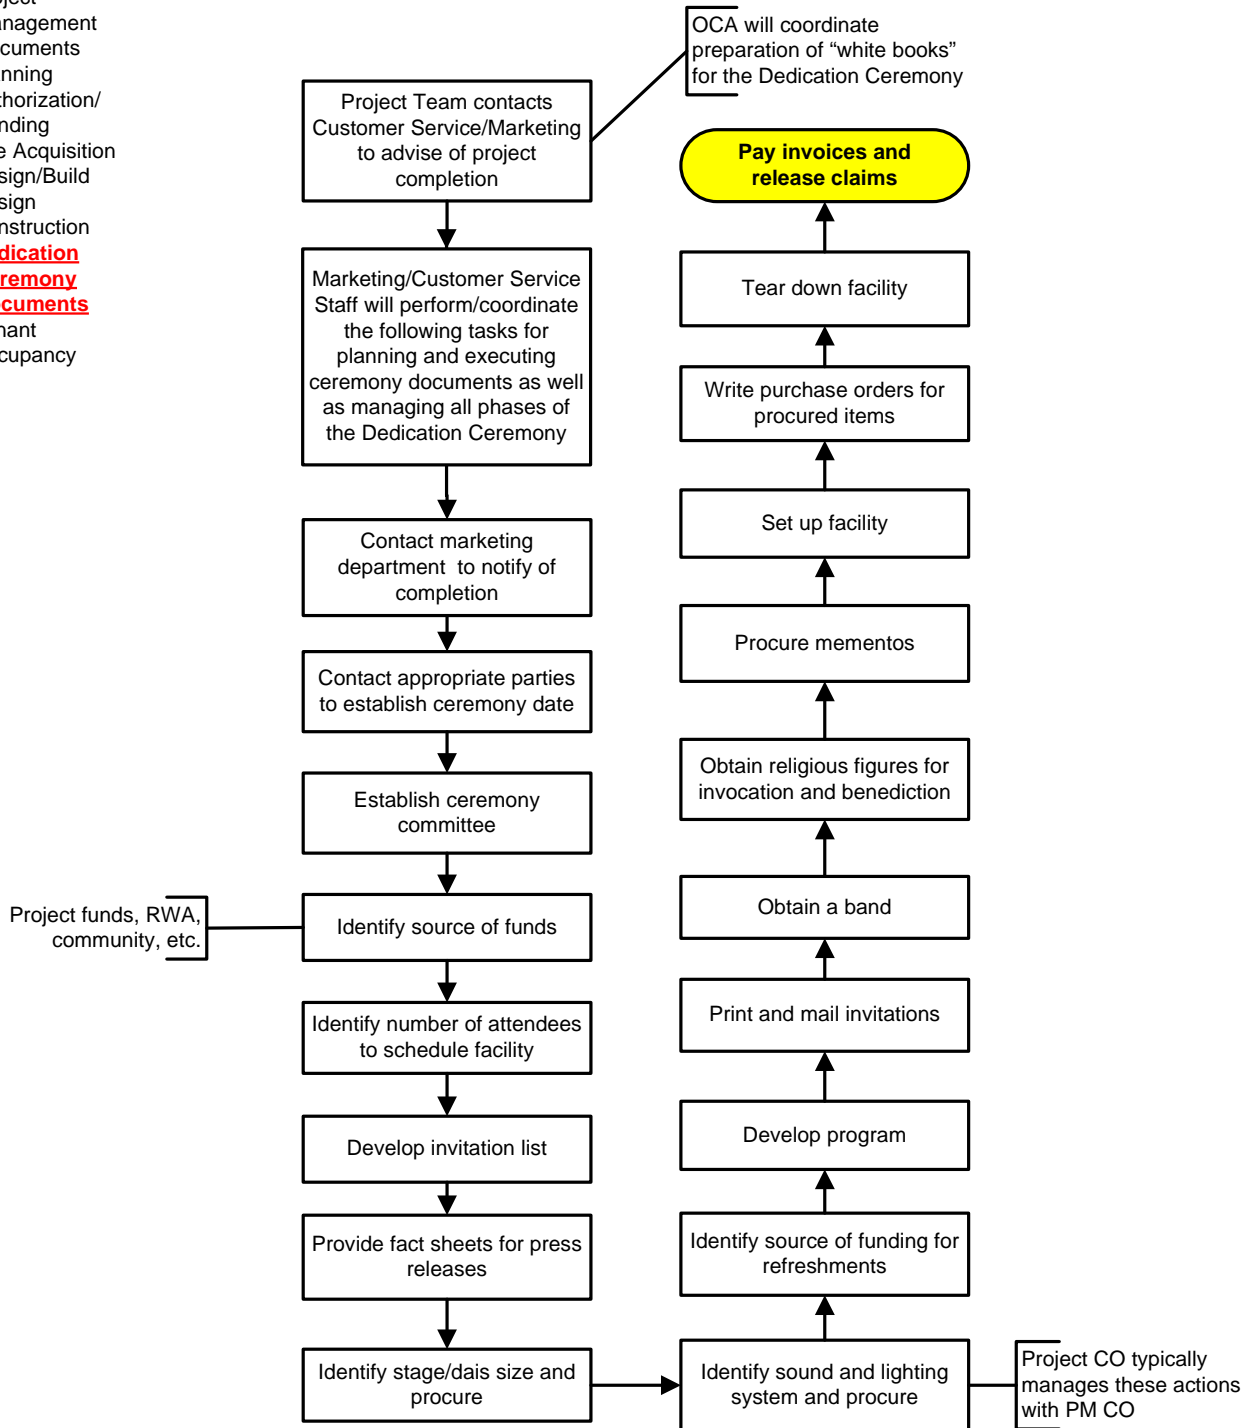 oject
anagement
cuments
anning
thorization/
nding
e Acquisition
sign/Build
sign
nstruction
dication
remony
ocuments
nant
cupancy
OCA will coordinate
preparation of “white books”
for the Dedication Ceremony
Project Team contacts
Customer Service/Marketing
to advise of project
completion
Marketing/Customer Service
Staff will perform/coordinate
the following tasks for
planning and executing
ceremony documents as well
as managing all phases of
the Dedication Ceremony
Contact marketing
department to notify of
completion
Contact appropriate parties
to establish ceremony date
Establish ceremony
committee
Project funds, RWA,
community, etc.
Identify source of funds
Identify number of attendees
to schedule facility
Develop invitation list
Provide fact sheets for press
releases
Identify stage/dais size and
procure
Identify sound and lighting
system and procure
Project CO typically
manages these actions
with PM CO
Identify source of funding for
refreshments
Develop program
Print and mail invitations
Obtain a band
Obtain religious figures for
invocation and benediction
Procure mementos
Set up facility
Write purchase orders for
procured items
Tear down facility
Pay invoices and
release claims